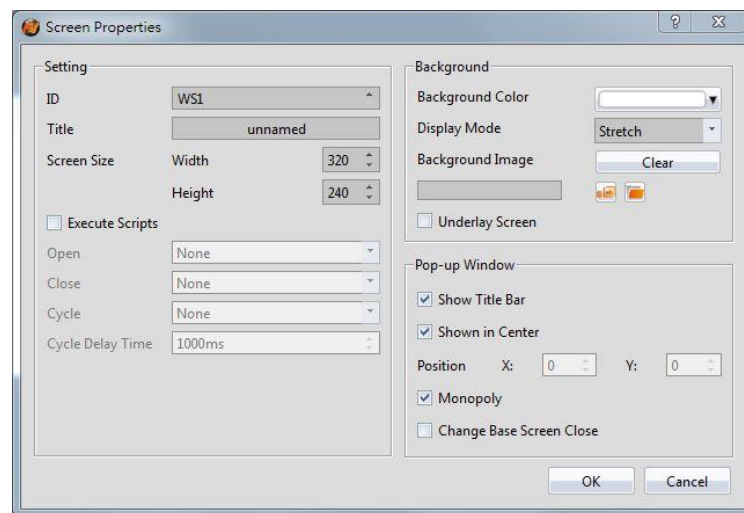 Screen Properties
Setting
ID WS1
Title unnamed
Screen Size Width 320
Height 240
Execute Scripts
Open None
Close None
Cycle None
Cycle Delay Time 1000ms
Background
Background Color
Display Mode Stretch
Background Image Clear
Underlay Screen
Pop-up Window
Show Title Bar
Shown in Center
Position X: 0 Y: 0
Monopoly
Change Base Screen Close
OK Cancel